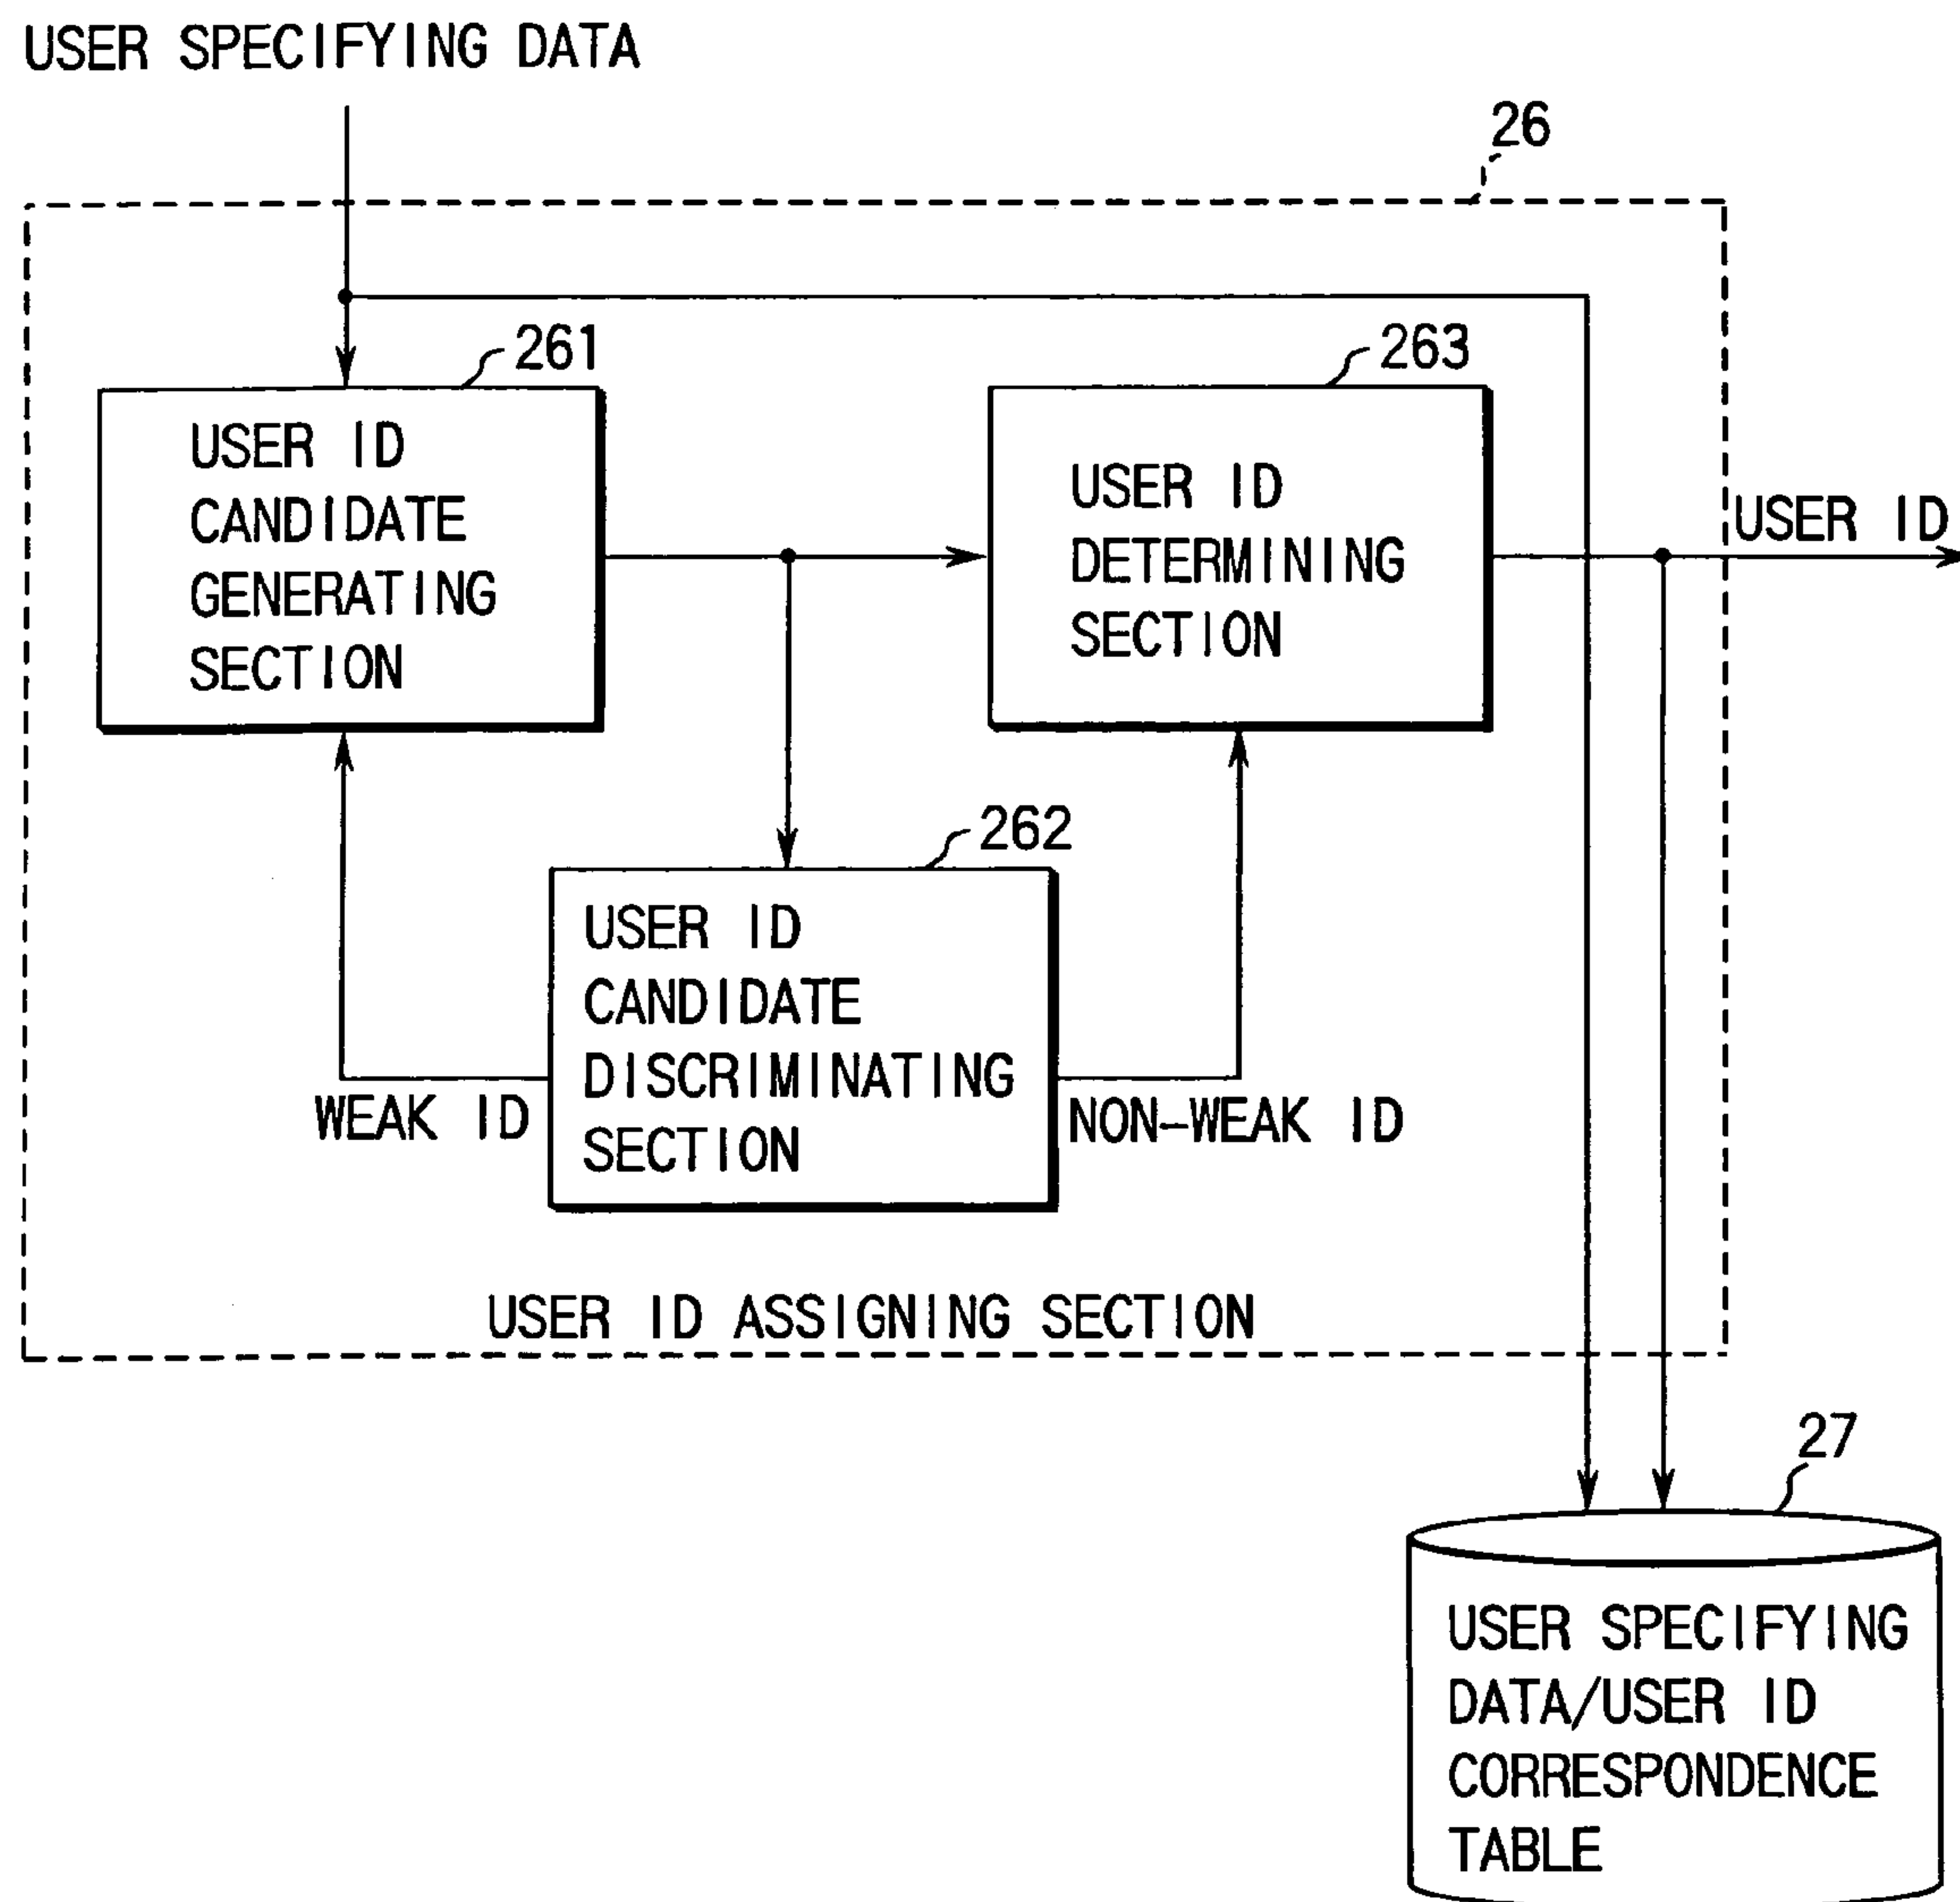 USER SPECIFYING DATA
26
261
263
USER ID
CANDIDATE
GENERATING
SECTION
USER ID
DETERMINING
SECTION
USER ID
262
USER ID
CANDIDATE
DISCRIMINATING
SECTION
WEAK ID
NON-WEAK ID
USER ID ASSIGNING SECTION
27
USER SPECIFYING
DATA/USER ID
CORRESPONDENCE
TABLE